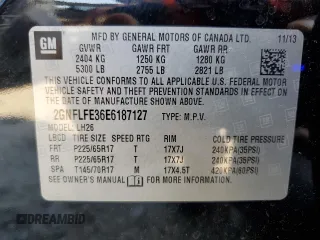 GM
MFD BY GENERAL MOTORS OF CANADA LTD.
11/13
GVWR GAWR FRT GAWR RR
2404 KG 1250 KG 1280 KG
5300 LB 2755 LB 2821 LB
THIS VEHICLE CONFORMS TO ALL APPLICABLE U.S. FEDERAL MOTOR
VEHICLE SAFETY, BUMPER, AND THEFT PREVENTION STANDARDS IN
EFFECT ON THE DATE OF MANUFACTURE SHOWN ABOVE.
2GNFLFE36E6187127 TYPE: M.P.V.
MODEL: LH26
TIRE SIZE SPD RTG RIM COLD TIRE PRESSURE
FRT P225/65R17 T 17X7J 240KPA(35PSI)
RR P225/65R17 T 17X7J 240KPA(35PSI)
SPA T145/70R17 M 17X4.5T 420KPA(60PSI)
SEE OWNER'S MANUAL FOR ADDITIONAL INFORMATION
BIDHISTORY